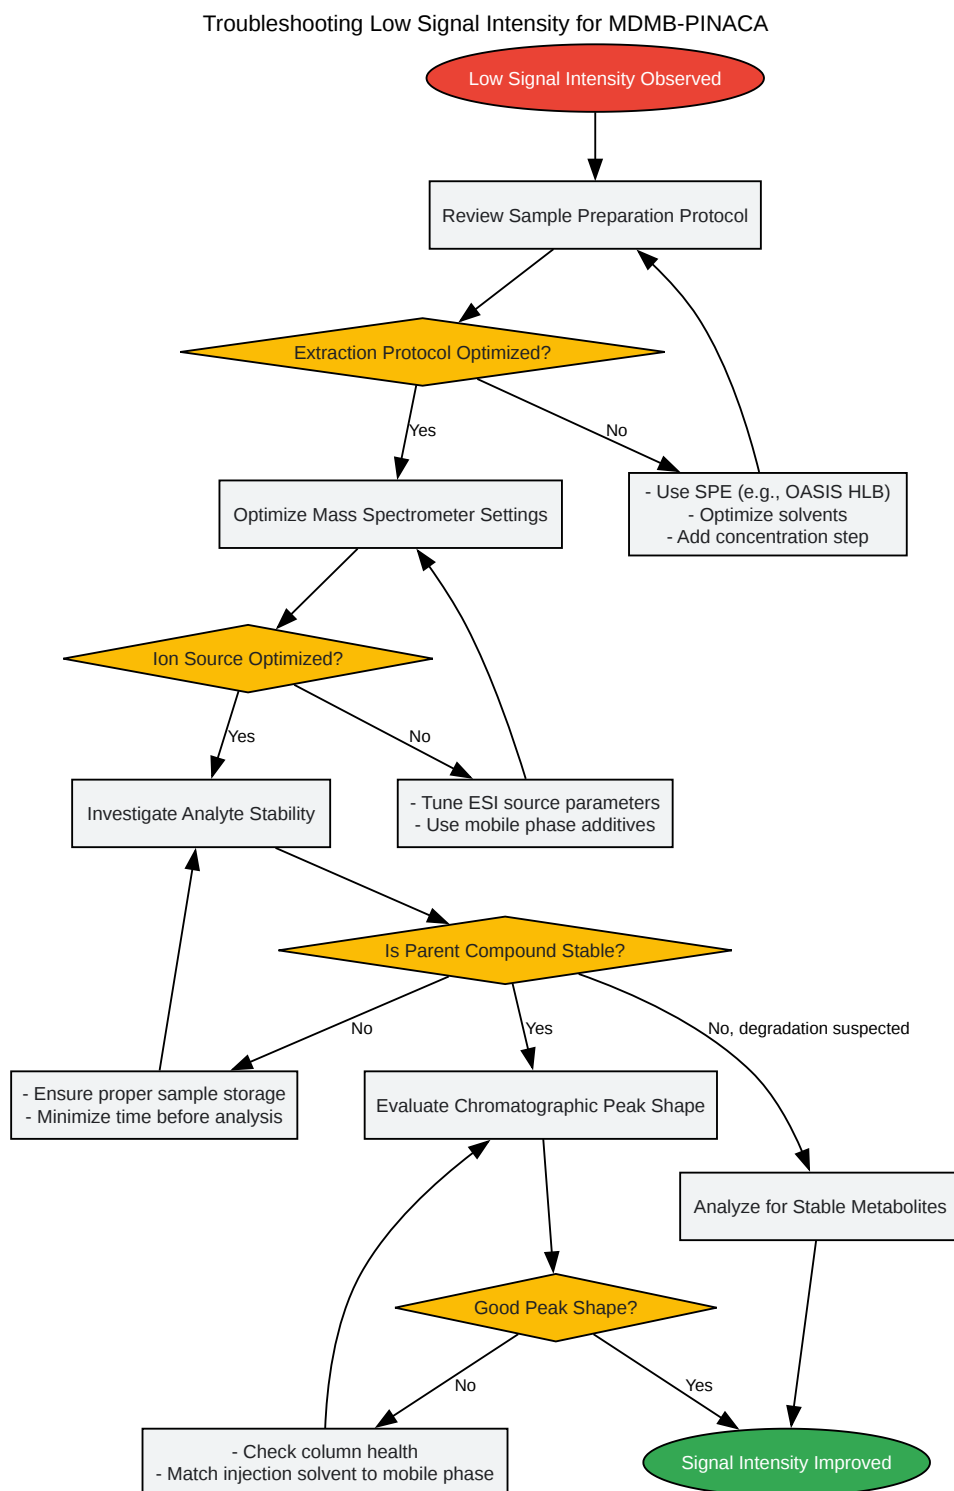 Troubleshooting Low Signal Intensity for MDMB-PINACA
Low Signal Intensity Observed
Review Sample Preparation Protocol
Extraction Protocol Optimized?
Yes
No
- Use SPE (e.g., OASIS HLB)
- Optimize solvents
- Add concentration step
Optimize Mass Spectrometer Settings
Ion Source Optimized?
Yes
No
Investigate Analyte Stability
- Tune ESI source parameters
- Use mobile phase additives
Is Parent Compound Stable?
No
Yes
No, degradation suspected
- Ensure proper sample storage
- Minimize time before analysis
Evaluate Chromatographic Peak Shape
Analyze for Stable Metabolites
Good Peak Shape?
No
Yes
- Check column health
- Match injection solvent to mobile phase
Signal Intensity Improved